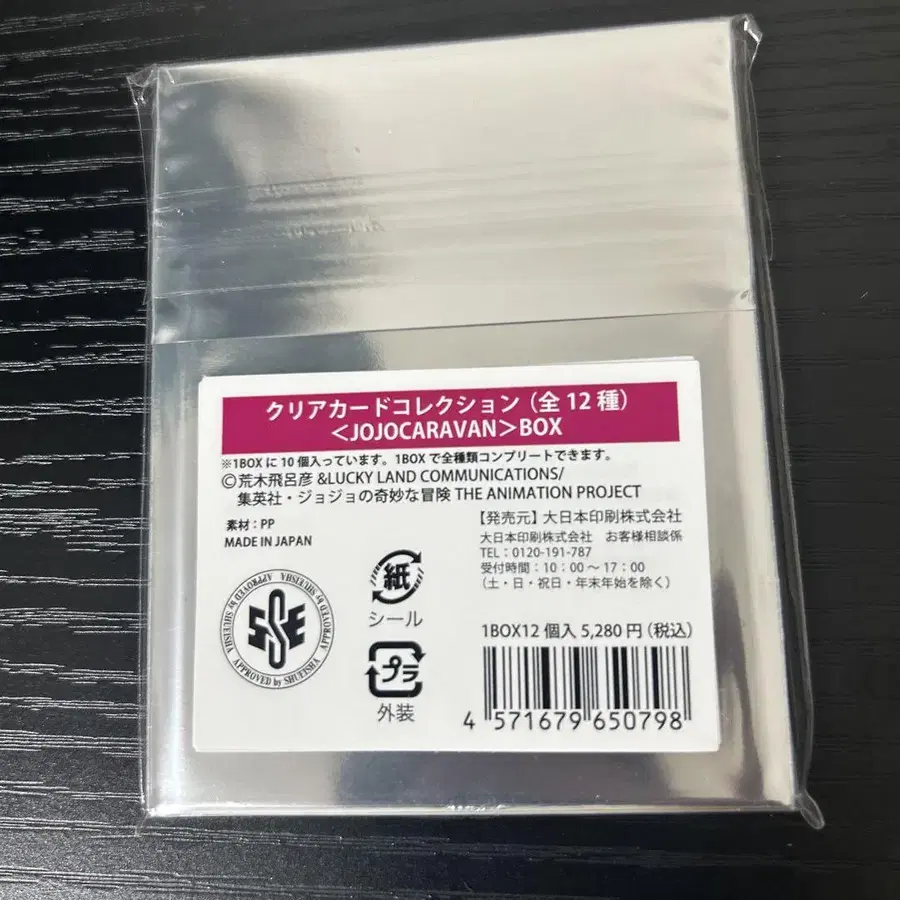 クリアカードコレクション（全12種）
＜JOJOCARAVAN＞BOX
※1BOXに10個入っています。1BOXで全種類コンプリートできます。
©荒木飛呂彦 &LUCKY LAND COMMUNICATIONS/
集英社・ジョジョの奇妙な冒険 THE ANIMATION PROJECT
素材：PP
MADE IN JAPAN
【発売元】大日本印刷株式会社
大日本印刷株式会社 お客様相談係
TEL：0120-191-787
受付時間：10：00～17：00
（土・日・祝日・年末年始を除く）
APPROVED by SHUEISHA APPROVED by SHUEISHA APPROVED by SHUEISHA
SSE
紙
シール
プラ
外装
1BOX12個入 5,280円（税込）
4 571679 650798